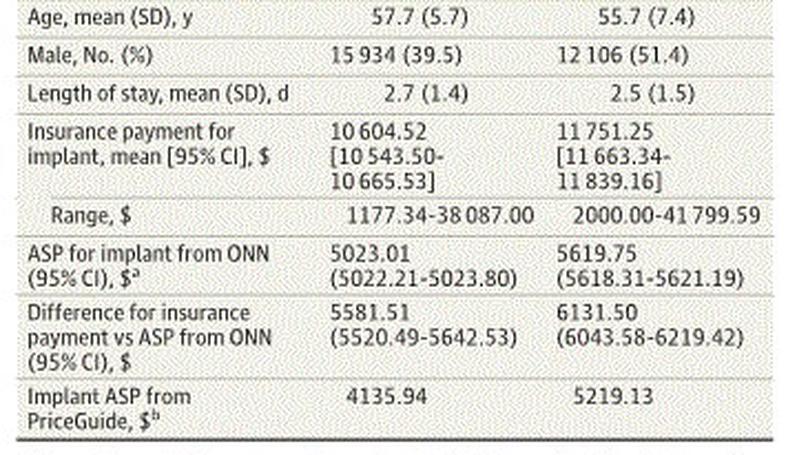 Age, mean (SD), y 57.7 (5.7) 55.7 (7.4)
Male, No. (%) 15 934 (39.5) 12 106 (51.4)
Length of stay, mean (SD), d 2.7 (1.4) 2.5 (1.5)
Insurance payment for 10 604.52 11 751.25
implant, mean [95% CI], $ [10 543.50- [11 663.34-
10 665.53] 11 839.16]
Range, $ 1177.34-38 087.00 2000.00-41 799.59
ASP for implant from ONN 5023.01 5619.75
(95% CI), $ª (5022.21-5023.80) (5618.31-5621.19)
Difference for insurance 5581.51 6131.50
payment vs ASP from ONN (5520.49-5642.53) (6043.58-6219.42)
(95% CI), $
Implant ASP from 4135.94 5219.13
PriceGuide, $ᵇ